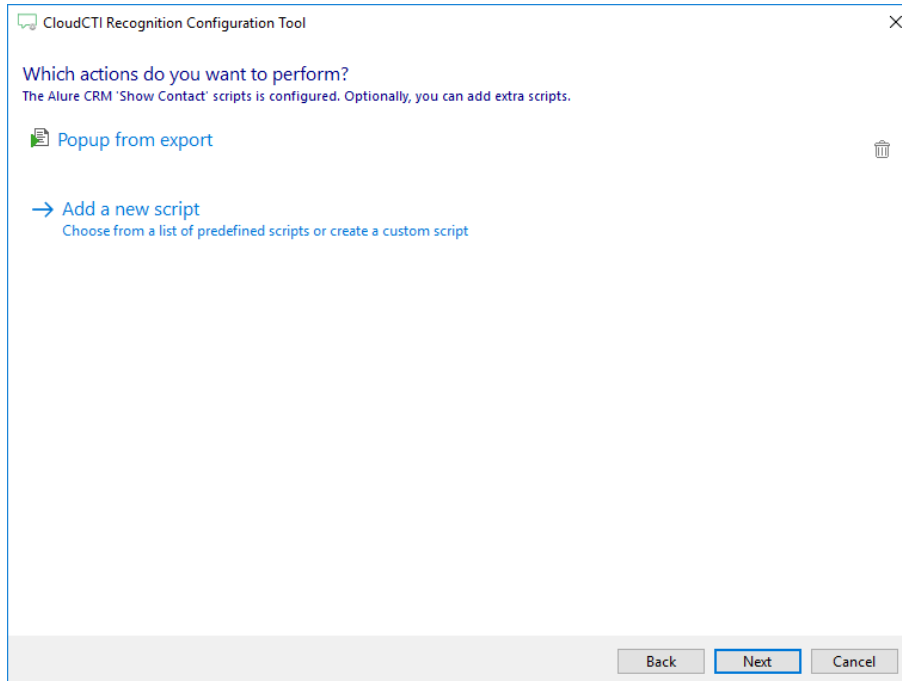 CloudCTI Recognition Configuration Tool
Which actions do you want to perform?
The Alure CRM 'Show Contact' scripts is configured. Optionally, you can add extra scripts.
Popup from export
Add a new script
Choose from a list of predefined scripts or create a custom script
Back Next Cancel